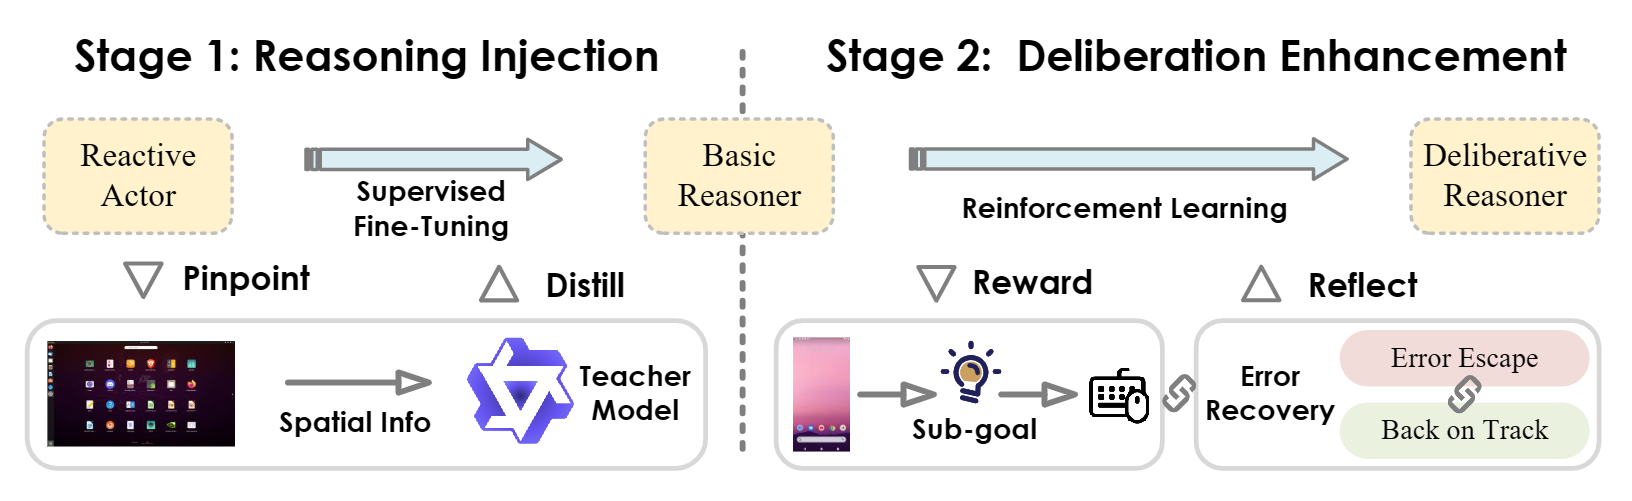 Stage 1: Reasoning Injection
Stage 2: Deliberation Enhancement
Reactive
Actor
Supervised
Fine-Tuning
Basic
Reasoner
Reinforcement Learning
Deliberative
Reasoner
Pinpoint
Distill
Reward
Reflect
Spatial Info
Teacher
Model
Sub-goal
Error
Recovery
Error Escape
Back on Track